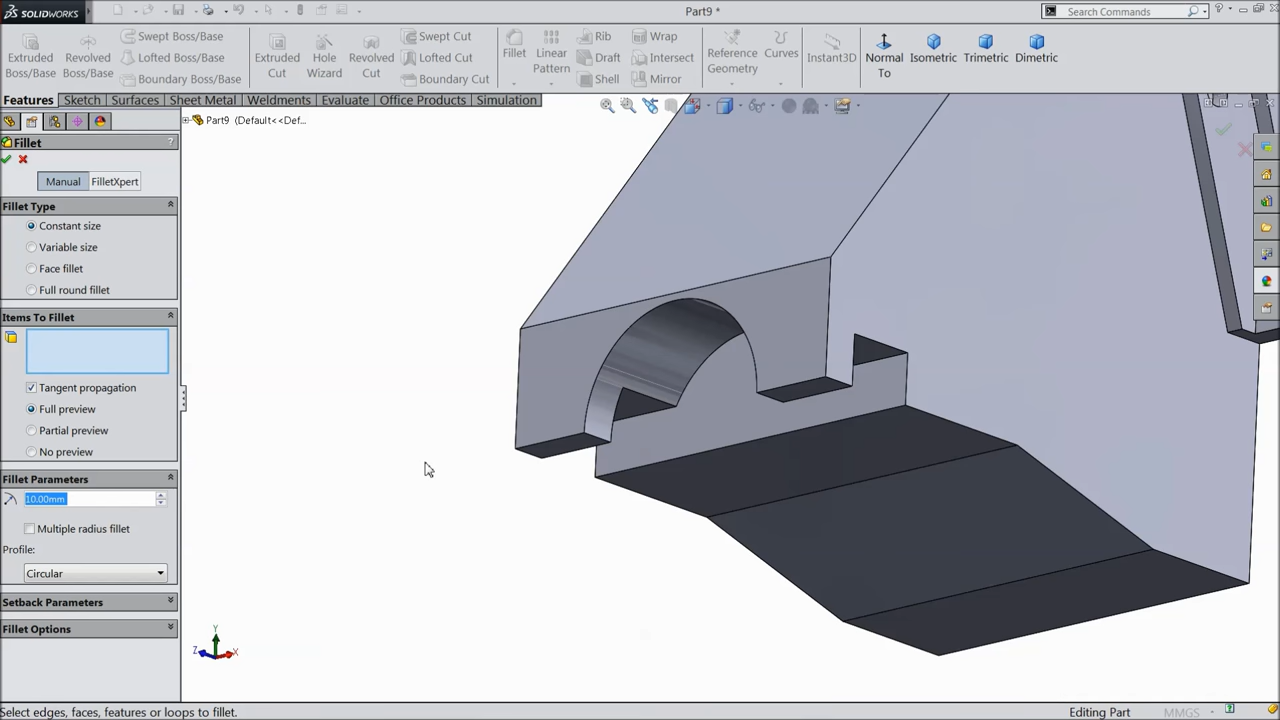 SOLIDWORKS
Part9 *
Search Commands
Extruded Boss/Base
Revolved Boss/Base
Swept Boss/Base
Lofted Boss/Base
Boundary Boss/Base
Extruded Cut
Hole Wizard
Revolved Cut
Swept Cut
Lofted Cut
Boundary Cut
Fillet
Linear Pattern
Rib
Draft
Shell
Wrap
Intersect
Mirror
Reference Geometry
Curves
Instant3D
Normal To
Isometric
Trimetric
Dimetric
Features Sketch Surfaces Sheet Metal Weldments Evaluate Office Products Simulation
Part9 (Default<<Def...
Fillet ?
Manual FilletXpert
Fillet Type
Constant size
Variable size
Face fillet
Full round fillet
Items To Fillet
Tangent propagation
Full preview
Partial preview
No preview
Fillet Parameters
10.00mm
Multiple radius fillet
Profile:
Circular
Setback Parameters
Fillet Options
Y
Z X
Select edges, faces, features or loops to fillet. Editing Part MMGS